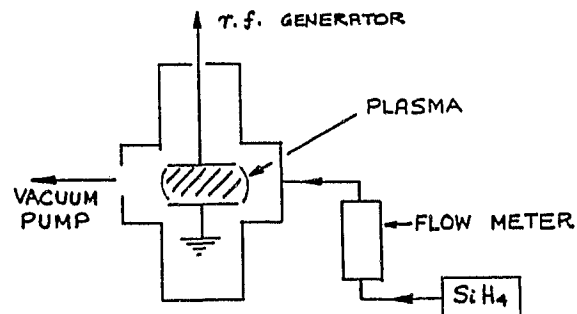 r.f. GENERATOR
PLASMA
VACUUM
PUMP
FLOW METER
SiH4